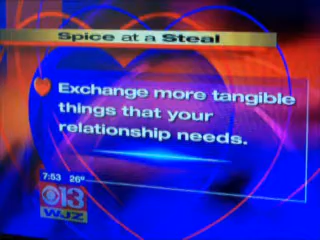 Spice at a Steal
Exchange more tangible
things that your
relationship needs.
7:53 26°
13
WJZ